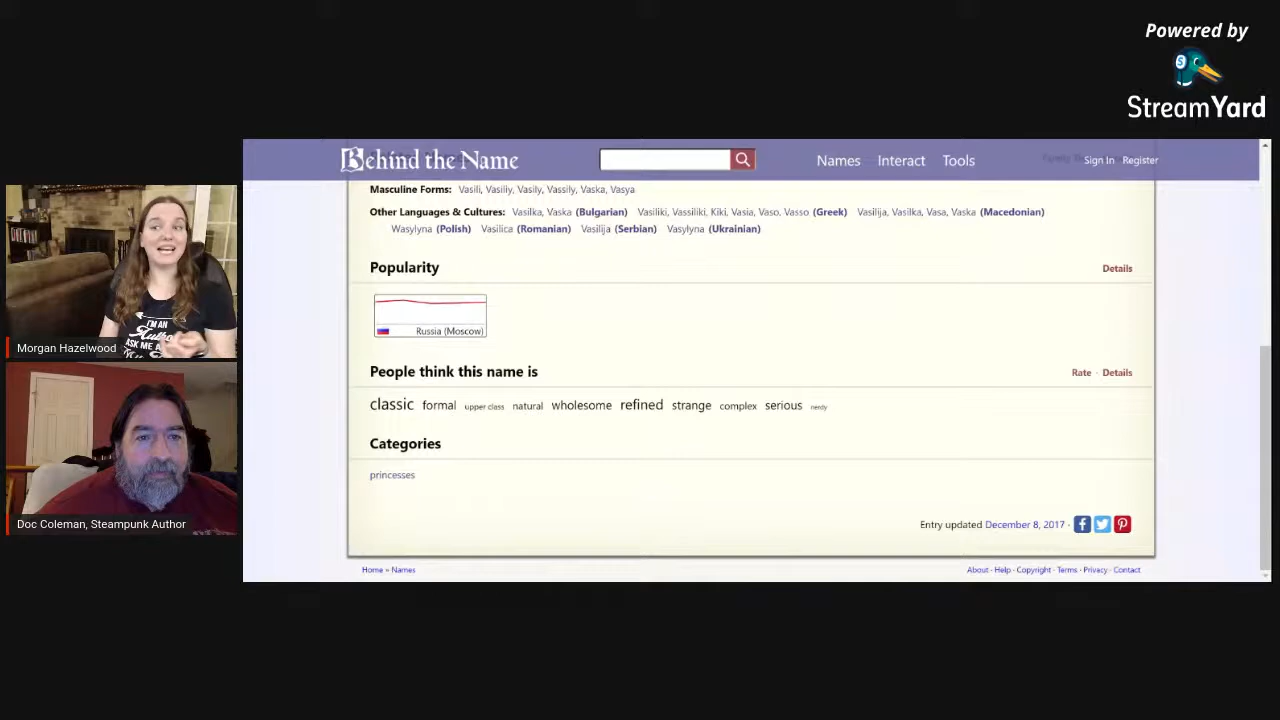 Powered by
StreamYard
Behind the Name
Names Interact Tools Sign In Register
Masculine Forms: Vasili, Vasiliy, Vasily, Vassily, Vaska, Vasya
Other Languages & Cultures: Vasilka, Vaska (Bulgarian) Vasiliki, Vassiliki, Kiki, Vasia, Vaso, Vasso (Greek) Vasilija, Vasilka, Vasa, Vaska (Macedonian)
Wasylyna (Polish) Vasilica (Romanian) Vasilija (Serbian) Vasylyna (Ukrainian)
Popularity Details
Russia (Moscow)
People think this name is Rate · Details
classic formal upper class natural wholesome refined strange complex serious nerdy
Categories
princesses
Entry updated December 8, 2017 ·
Home » Names About · Help · Copyright · Terms · Privacy · Contact
I'M AN
ASK ME A
Morgan Hazelwood
Doc Coleman, Steampunk Author